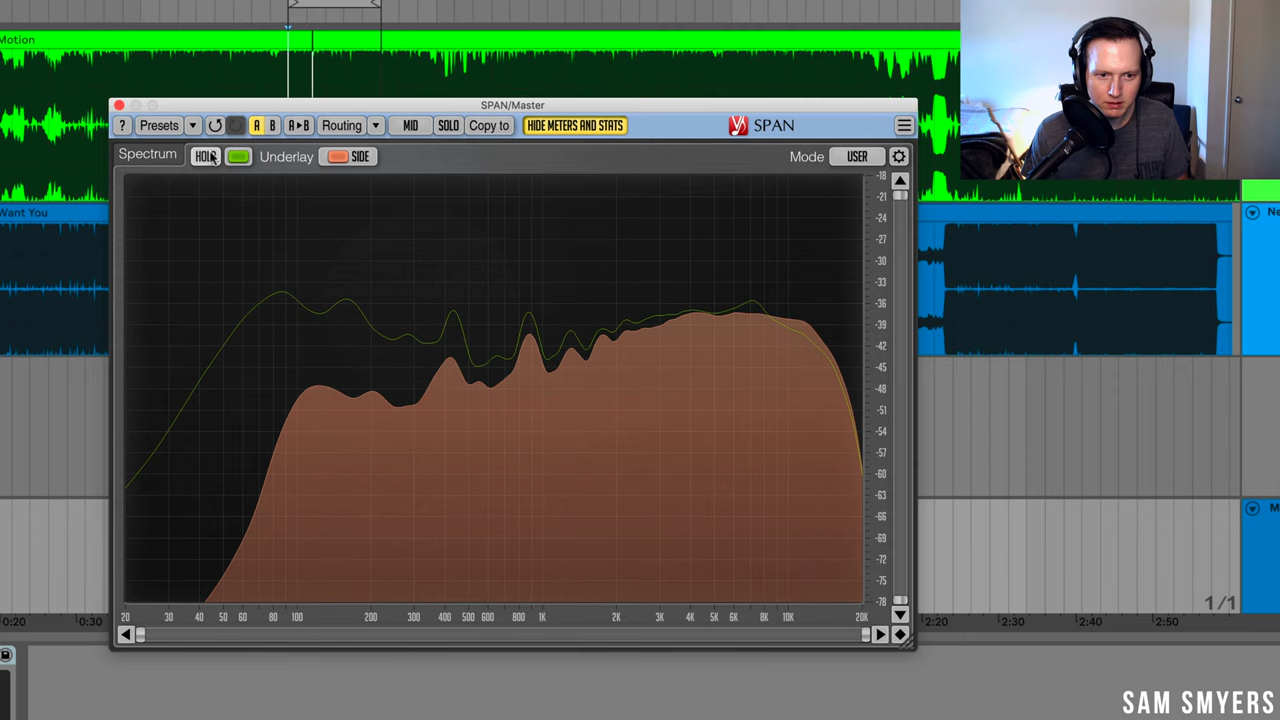 Motion
SPAN/Master
? Presets A B A▸B Routing MID SOLO Copy to HIDE METERS AND STATS SPAN
Spectrum HOLD Underlay SIDE Mode USER
Want You
Ne
-18
-21
-24
-27
-30
-33
-36
-39
-42
-45
-48
-51
-54
-57
-60
-63
-66
-69
-72
-75
-78
20 30 40 50 60 80 100 200 300 400 500 600 800 1K 2K 3K 4K 5K 6K 8K 10K 20K
M
1/1
0:20 0:30 2:20 2:30 2:40 2:50
SAM SMYERS